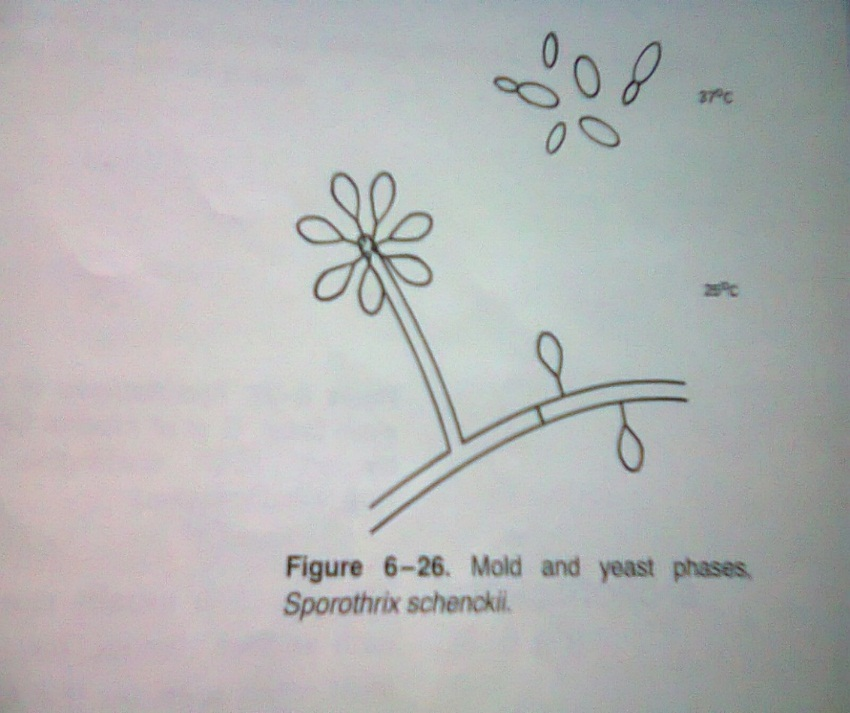 37°C
25°C
Figure 6–26. Mold and yeast phases,
Sporothrix schenckii.